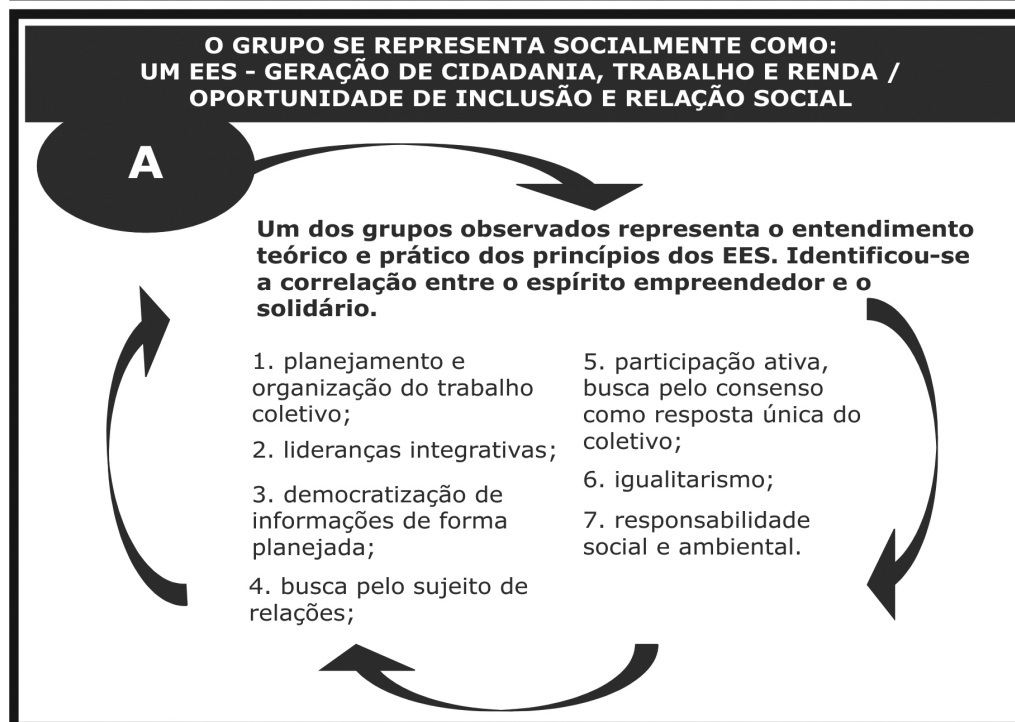 O GRUPO SE REPRESENTA SOCIALMENTE COMO:
UM EES - GERAÇÃO DE CIDADANIA, TRABALHO E RENDA /
OPORTUNIDADE DE INCLUSÃO E RELAÇÃO SOCIAL
A
Um dos grupos observados representa o entendimento
teórico e prático dos princípios dos EES. Identificou-se
a correlação entre o espírito empreendedor e o
solidário.
1. planejamento e
organização do trabalho
coletivo;
2. lideranças integrativas;
3. democratização de
informações de forma
planejada;
4. busca pelo sujeito de
relações;
5. participação ativa,
busca pelo consenso
como resposta única do
coletivo;
6. igualitarismo;
7. responsabilidade
social e ambiental.